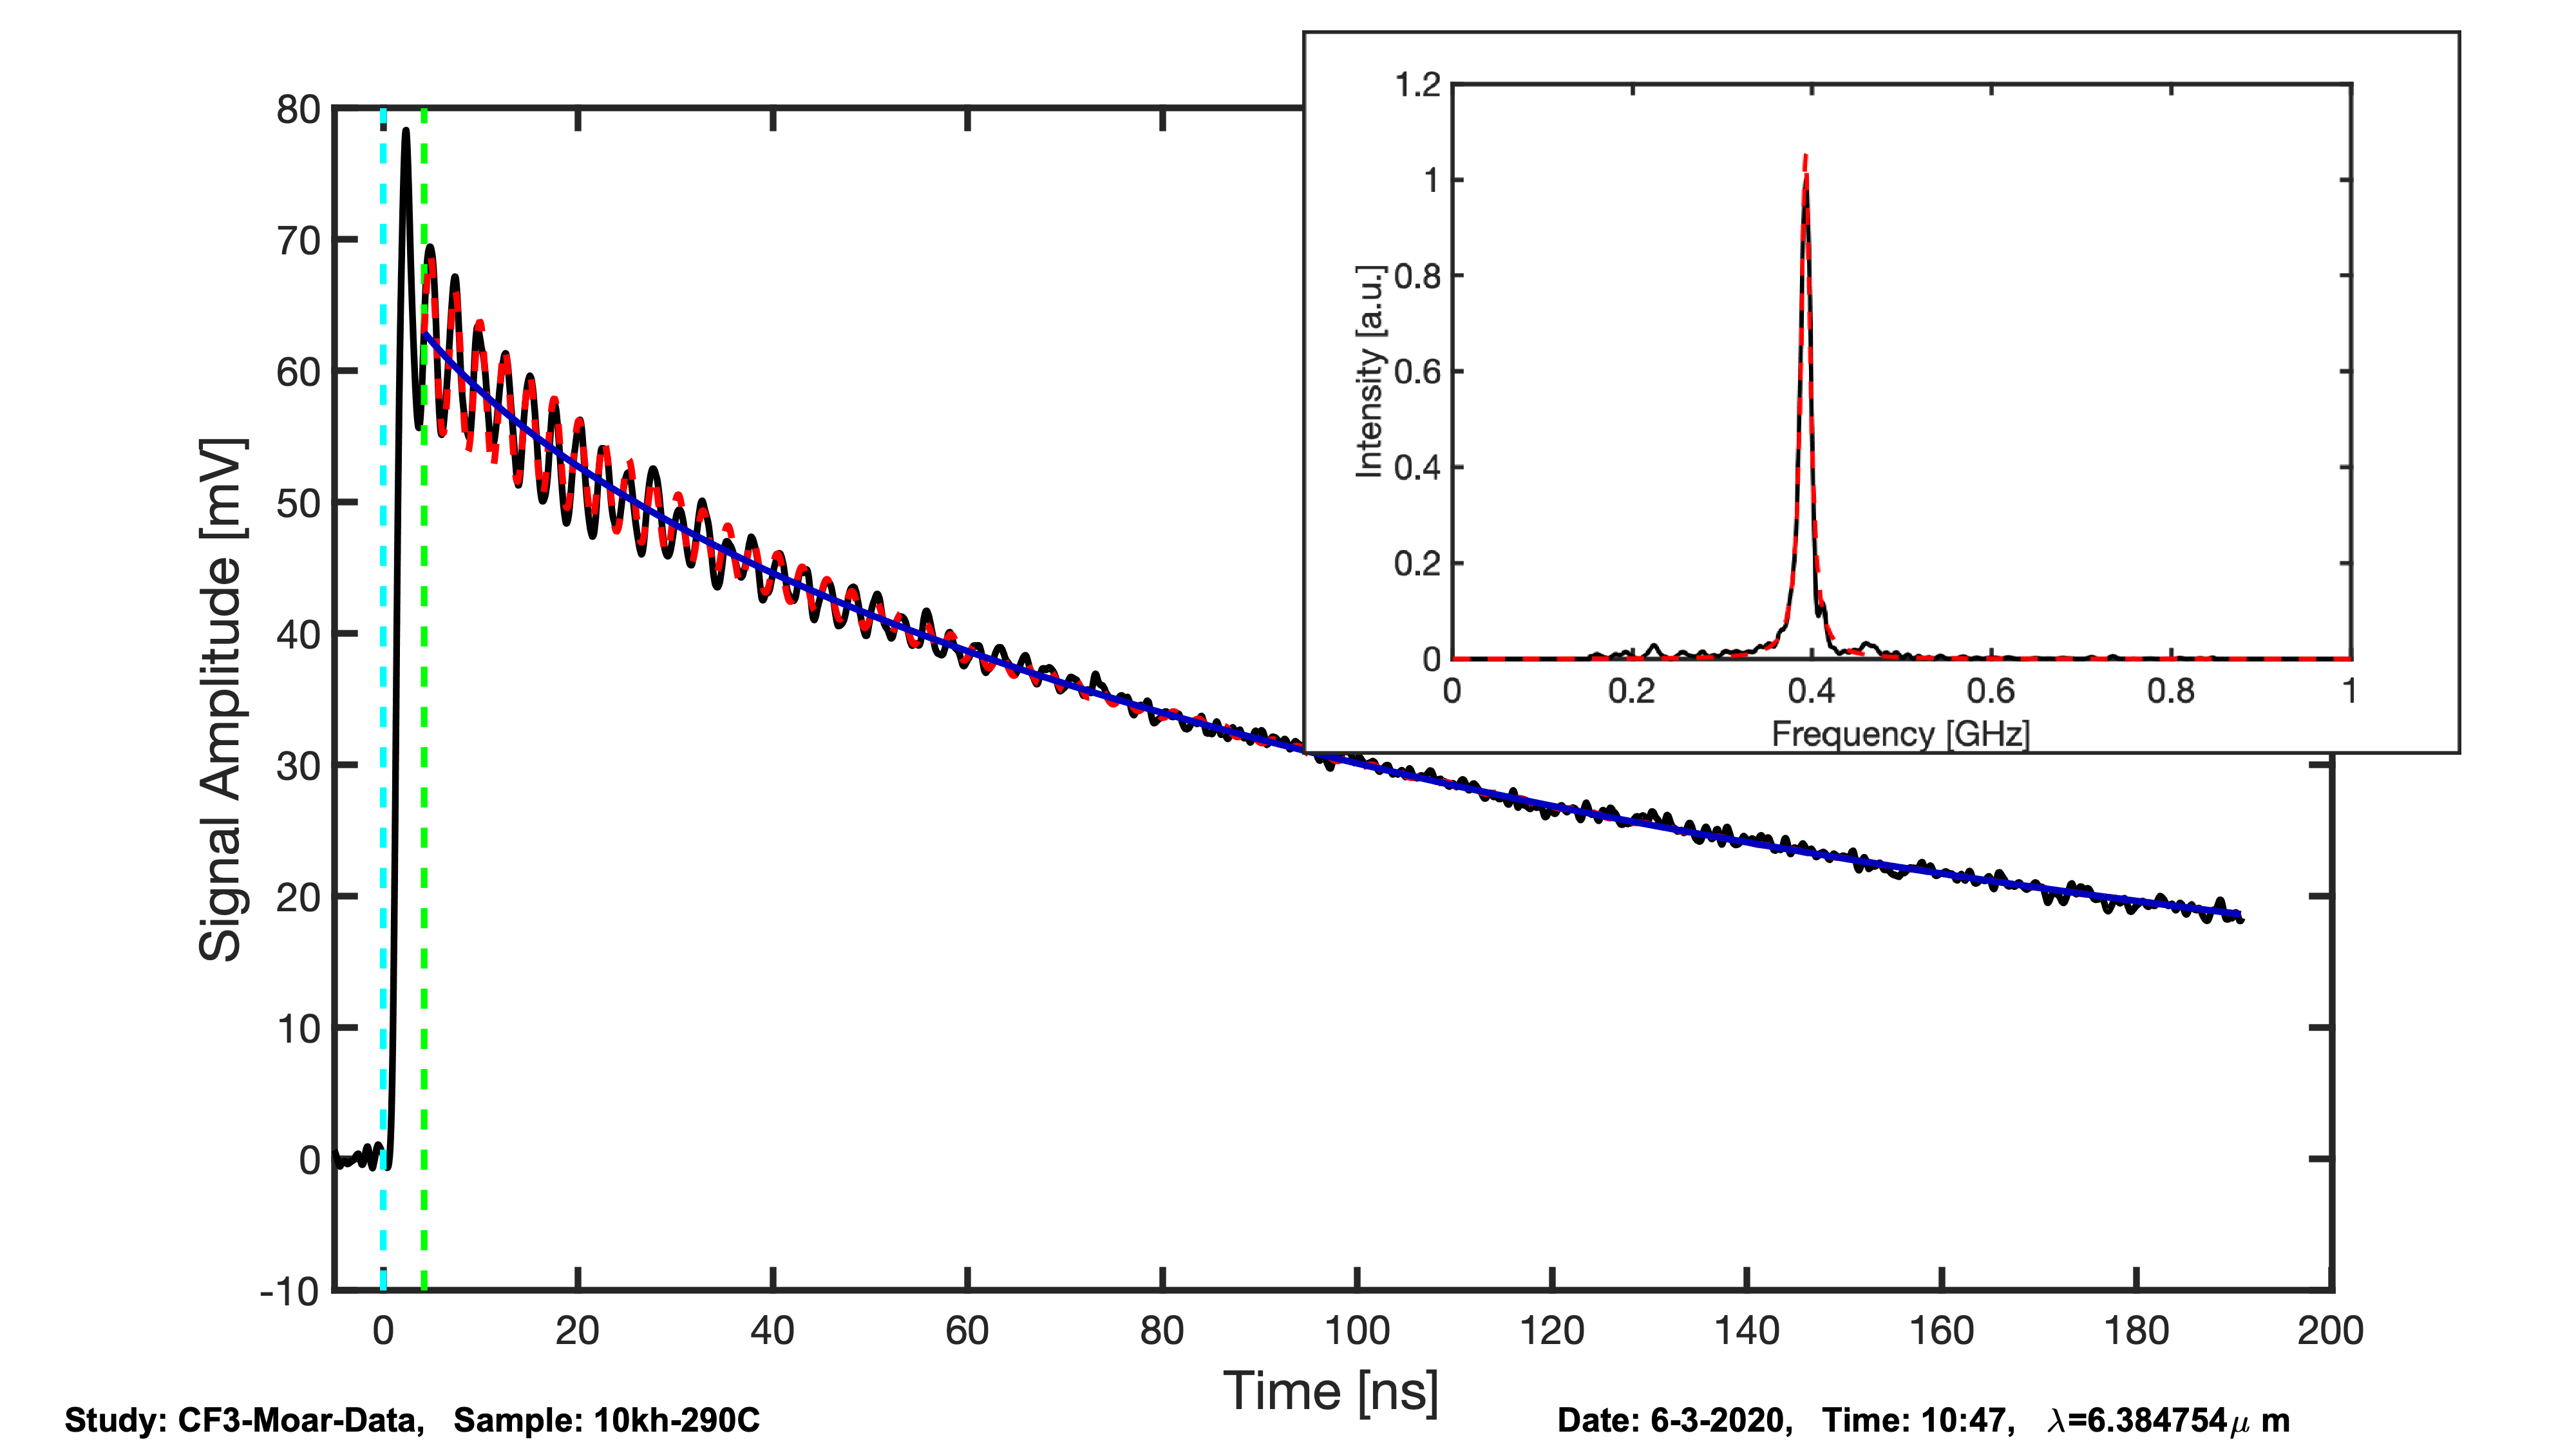 1.2
1
0.8
0.6
0.4
0.2
0
Intensity [a.u.]
0 0.2 0.4 0.6 0.8 1
Frequency [GHz]
80
70
60
50
40
30
20
10
0
-10
Signal Amplitude [mV]
0 20 40 60 80 100 120 140 160 180 200
Time [ns]
Study: CF3-Moar-Data, Sample: 10kh-290C
Date: 6-3-2020, Time: 10:47, λ=6.384754μ m